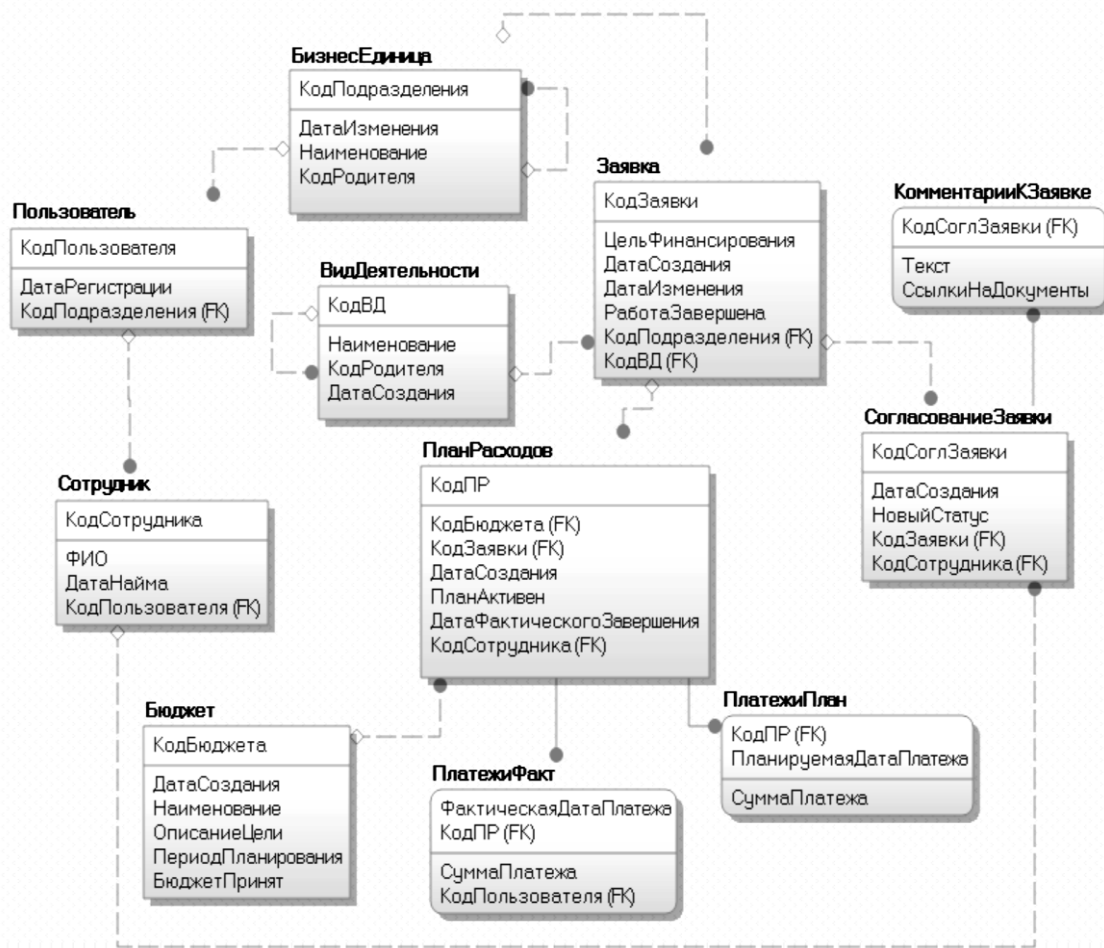 БизнесЕдиница
КодПодразделения
ДатаИзменения
Наименование
КодРодителя
Заявка
КодЗаявки
ЦельФинансирования
ДатаСоздания
ДатаИзменения
РаботаЗавершена
КодПодразделения (FK)
КодВД (FK)
КомментарииКЗаявке
КодСоглЗаявки (FK)
Текст
СсылкиНаДокументы
Пользователь
КодПользователя
ДатаРегистрации
КодПодразделения (FK)
ВидДеятельности
КодВД
Наименование
КодРодителя
ДатаСоздания
СогласованиеЗаявки
КодСоглЗаявки
ДатаСоздания
НовыйСтатус
КодЗаявки (FK)
КодСотрудника (FK)
ПланРасходов
КодПР
КодБюджета (FK)
КодЗаявки (FK)
ДатаСоздания
ПланАктивен
ДатаФактическогоЗавершения
КодСотрудника (FK)
Сотрудник
КодСотрудника
ФИО
ДатаНайма
КодПользователя (FK)
Бюджет
КодБюджета
ДатаСоздания
Наименование
ОписаниеЦели
ПериодПланирования
БюджетПринят
ПлатежиФакт
ФактическаяДатаПлатежа
КодПР (FK)
СуммаПлатежа
КодПользователя (FK)
ПлатежиПлан
КодПР (FK)
ПланируемаяДатаПлатежа
СуммаПлатежа